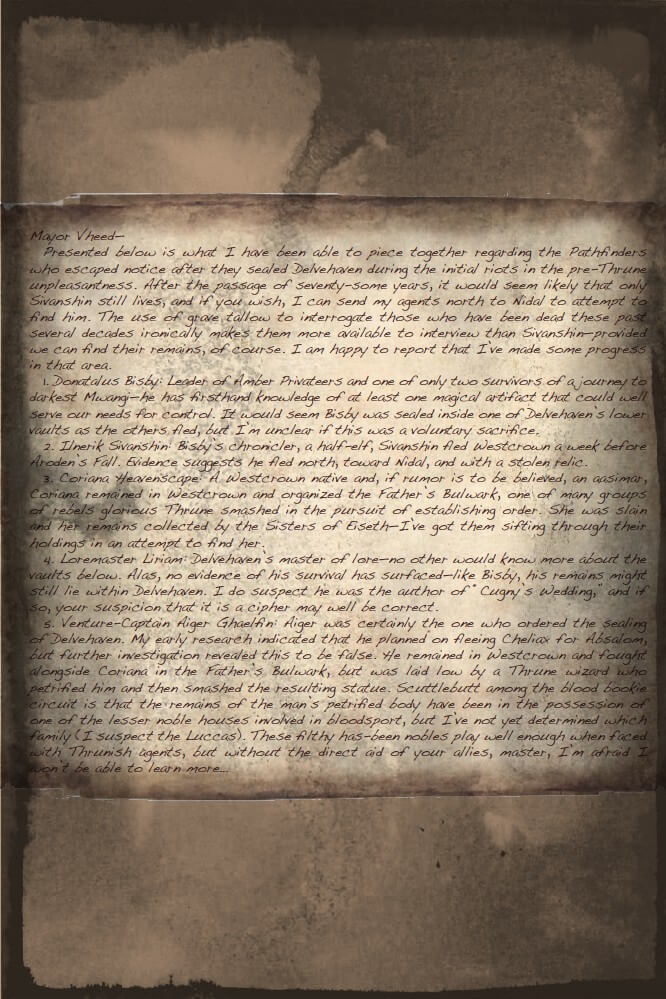 Mayor Vheed—
Presented below is what I have been able to piece together regarding the Pathfinders
who escaped notice after they sealed Delvehaven during the initial riots in the pre-Thrune
unpleasantness. After the passage of seventy-some years, it would seem likely that only
Sivanshin still lives, and if you wish, I can send my agents north to Nidal to attempt to
find him. The use of grave tallow to interrogate those who have been dead these past
several decades ironically makes them more available to interview than Sivanshin—provided
we can find their remains, of course. I am happy to report that I've made some progress
in that area.
1. Donatalus Bisby: Leader of Amber Privateers and one of only two survivors of a journey to
darkest Mwangi—he has firsthand knowledge of at least one magical artifact that could well
serve our needs for control. It would seem Bisby was sealed inside one of Delvehaven's lower
vaults as the others fled, but I'm unclear if this was a voluntary sacrifice.
2. Ilnerik Sivanshin: Bisby's chronicler, a half-elf, Sivanshin fled Westcrown a week before
Aroden's Fall. Evidence suggests he fled north, toward Nidal, and with a stolen relic.
3. Coriana Heavenscape: A Westcrown native and, if rumor is to be believed, an aasimar,
Coriana remained in Westcrown and organized the Father's Bulwark, one of many groups
of rebels glorious Thrune smashed in the pursuit of establishing order. She was slain
and her remains collected by the Sisters of Eiseth—I've got them sifting through their
holdings in an attempt to find her.
4. Loremaster Liriam: Delvehaven's master of lore—no other would know more about the
vaults below. Alas, no evidence of his survival has surfaced—like Bisby, his remains might
still lie within Delvehaven. I do suspect he was the author of "Cugny's Wedding," and if
so, your suspicion that it is a cipher may well be correct.
5. Venture-Captain Aiger Ghaelfin: Aiger was certainly the one who ordered the sealing
of Delvehaven. My early research indicated that he planned on fleeing Cheliax for Absalom,
but further investigation revealed this to be false. He remained in Westcrown and fought
alongside Coriana in the Father's Bulwark, but was laid low by a Thrune wizard who
petrified him and then smashed the resulting statue. Scuttlebutt among the blood bookie
circuit is that the remains of the man's petrified body have been in the possession of
one of the lesser noble houses involved in bloodsport, but I've not yet determined which
family (I suspect the Luccas). These filthy has-been nobles play well enough when faced
with Thrunish agents, but without the direct aid of your allies, master, I'm afraid I
won't be able to learn more...